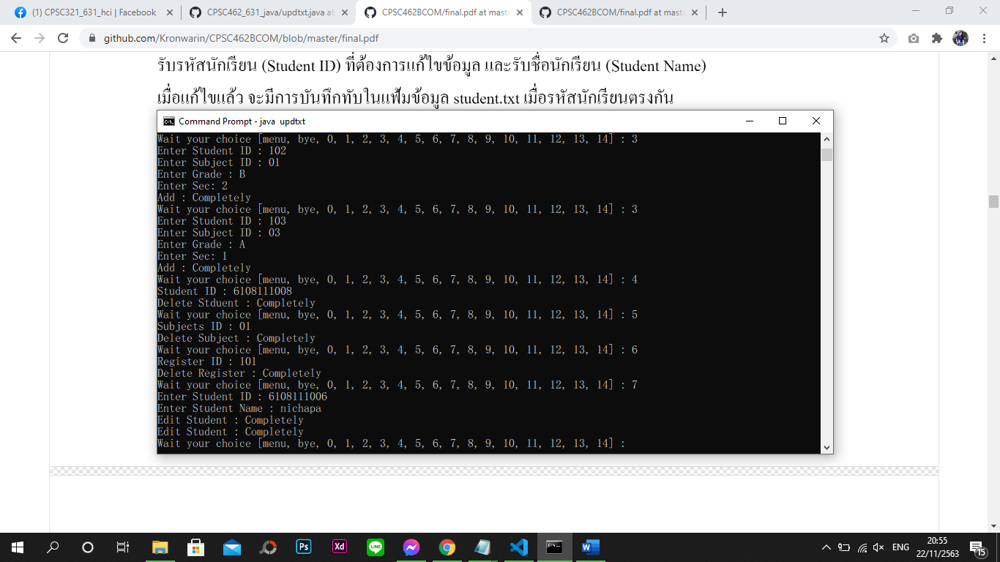 (1) CPSC321_631_hci | Facebook
CPSC462_631_java/updtxt.java at
CPSC462BCOM/final.pdf at mast
CPSC462BCOM/final.pdf at maste
github.com/Kronwarin/CPSC462BCOM/blob/master/final.pdf
รับรหัสนักเรียน (Student ID) ที่ต้องการแก้ไขข้อมูล และรับชื่อนักเรียน (Student Name)
เมื่อแก้ไขแล้ว จะมีการบันทึกทับในแฟ้มข้อมูล student.txt เมื่อรหัสนักเรียนตรงกัน
Command Prompt - java updtxt
Wait your choice [menu, bye, 0, 1, 2, 3, 4, 5, 6, 7, 8, 9, 10, 11, 12, 13, 14] : 3
Enter Student ID : 102
Enter Subject ID : 01
Enter Grade : B
Enter Sec: 2
Add : Completely
Wait your choice [menu, bye, 0, 1, 2, 3, 4, 5, 6, 7, 8, 9, 10, 11, 12, 13, 14] : 3
Enter Student ID : 103
Enter Subject ID : 03
Enter Grade : A
Enter Sec: 1
Add : Completely
Wait your choice [menu, bye, 0, 1, 2, 3, 4, 5, 6, 7, 8, 9, 10, 11, 12, 13, 14] : 4
Student ID : 6108111008
Delete Stduent : Completely
Wait your choice [menu, bye, 0, 1, 2, 3, 4, 5, 6, 7, 8, 9, 10, 11, 12, 13, 14] : 5
Subjects ID : 01
Delete Subject : Completely
Wait your choice [menu, bye, 0, 1, 2, 3, 4, 5, 6, 7, 8, 9, 10, 11, 12, 13, 14] : 6
Register ID : 101
Delete Register : Completely
Wait your choice [menu, bye, 0, 1, 2, 3, 4, 5, 6, 7, 8, 9, 10, 11, 12, 13, 14] : 7
Enter Student ID : 6108111006
Enter Student Name : nichapa
Edit Student : Completely
Edit Student : Completely
Wait your choice [menu, bye, 0, 1, 2, 3, 4, 5, 6, 7, 8, 9, 10, 11, 12, 13, 14] :
Ps
Xd
LINE
ENG
20:55
22/11/2563
15